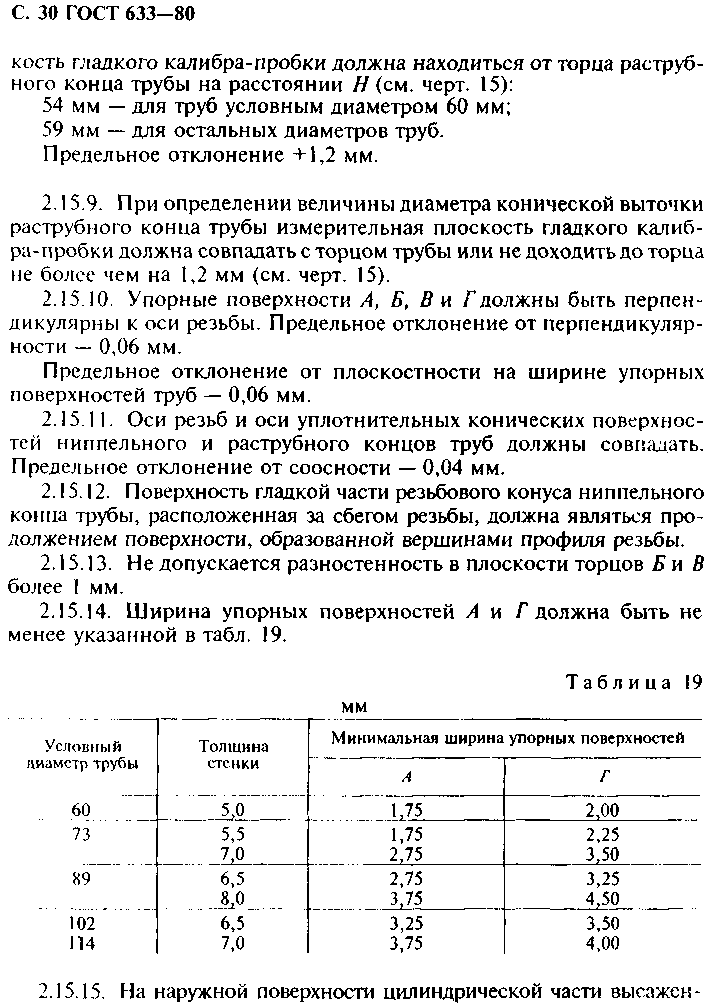 С. 30 ГОСТ 633—80
кость гладкого калибра-пробки должна находиться от торца раструб-
ного конца трубы на расстоянии H (см. черт. 15):
54 мм — для труб условным диаметром 60 мм;
59 мм — для остальных диаметров труб.
Предельное отклонение +1,2 мм.
2.15.9. При определении величины диаметра конической выточки
раструбного конца трубы измерительная плоскость гладкого калиб-
ра-пробки должна совпадать с торцом трубы или не доходить до торца
не более чем на 1,2 мм (см. черт. 15).
2.15.10. Упорные поверхности А, Б, В и Г должны быть перпен-
дикулярны к оси резьбы. Предельное отклонение от перпендикуляр-
ности — 0,06 мм.
Предельное отклонение от плоскостности на ширине упорных
поверхностей труб — 0,06 мм.
2.15.11. Оси резьб и оси уплотнительных конических поверхнос-
тей ниппельного и раструбного концов труб должны совпадать.
Предельное отклонение от соосности — 0,04 мм.
2.15.12. Поверхность гладкой части резьбового конуса ниппельного
конца трубы, расположенная за сбегом резьбы, должна являться про-
должением поверхности, образованной вершинами профиля резьбы.
2.15.13. Не допускается разностенность в плоскости торцов Б и В
более 1 мм.
2.15.14. Ширина упорных поверхностей А и Г должна быть не
менее указанной в табл. 19.
Таблица 19
мм
Условный диаметр трубы Толщина стенки Минимальная ширина упорных поверхностей
А Г
60 5,0 1,75 2,00
73 5,5 1,75 2,25
7,0 2,75 3,50
89 6,5 2,75 3,25
8,0 3,75 4,50
102 6,5 3,25 3,50
114 7,0 3,75 4,00
2.15.15. На наружной поверхности цилиндрической части высажен-